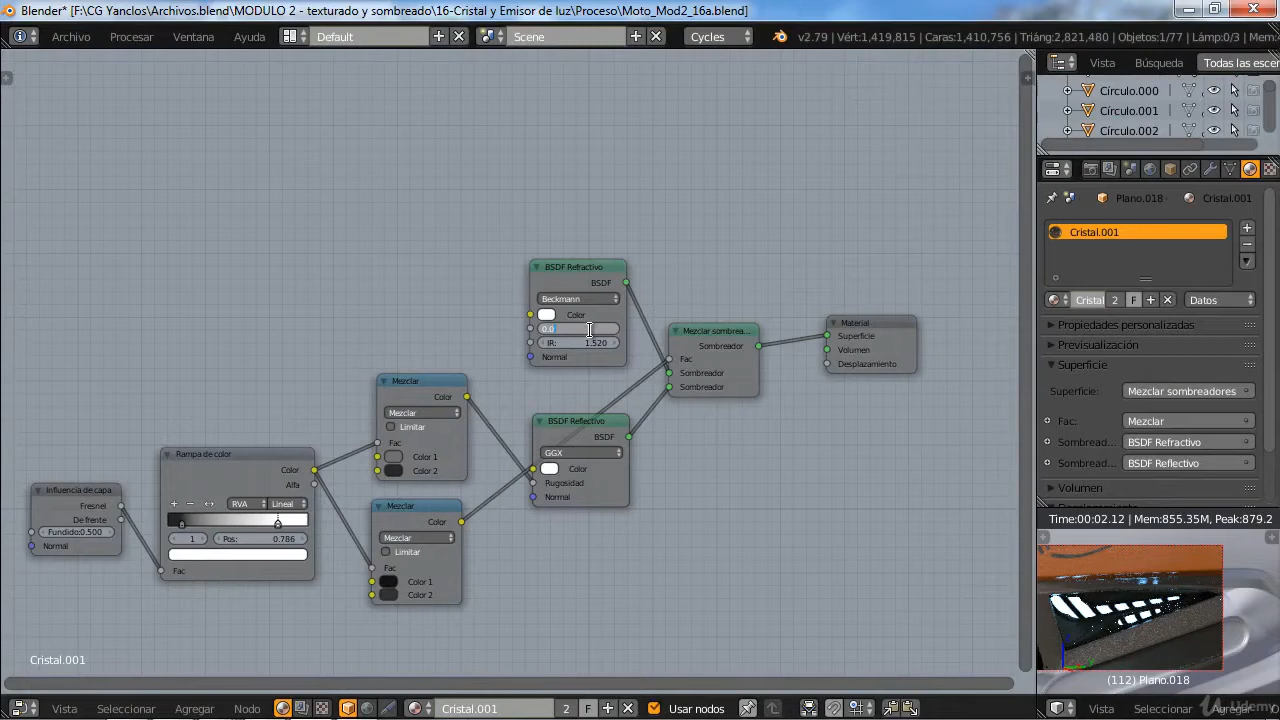 Blender* [F:\CG Yanclos\Archivos.blend\MODULO 2 - texturado y sombreado\16-Cristal y Emisor de luz\Proceso\Moto_Mod2_16a.blend]
Archivo Procesar Ventana Ayuda Default Scene Cycles v2.79 | Vért:1,419,815 | Caras:1,410,756 | Triáng:2,821,480 | Objetos:1/77 | Lámp:0/3 | Mem:
Vista Búsqueda Todas las escen
Círculo.000
Círculo.001
Círculo.002
Plano.018 Cristal.001
Cristal.001
Cristal 2 F Datos
Propiedades personalizadas
Previsualización
Superficie
Superficie: Mezclar sombreadores
Fac: Mezclar
Sombread... BSDF Refractivo
Sombread... BSDF Reflectivo
Volumen
Time:00:02.12 | Mem:855.35M, Peak:879.2
(112) Plano.018
BSDF Refractivo
BSDF
Beckmann
Color
0.0
IR: 1.520
Normal
Mezclar sombrea...
Sombreador
Fac
Sombreador
Sombreador
Material
Superficie
Volumen
Desplazamiento
Mezclar
Color
Mezclar
Limitar
Fac
Color 1
Color 2
BSDF Reflectivo
BSDF
GGX
Color
Rugosidad
Normal
Rampa de color
Color
Alfa
RVA Lineal
1 Pos: 0.786
Fac
Influencia de capa
Fresnel
De frente
Fundido:0.500
Normal
Mezclar
Color
Mezclar
Limitar
Fac
Color 1
Color 2
Cristal.001
Vista Seleccionar Agregar Nodo Cristal.001 2 F Usar nodos
Vista Seleccionar Agregar
Udemy